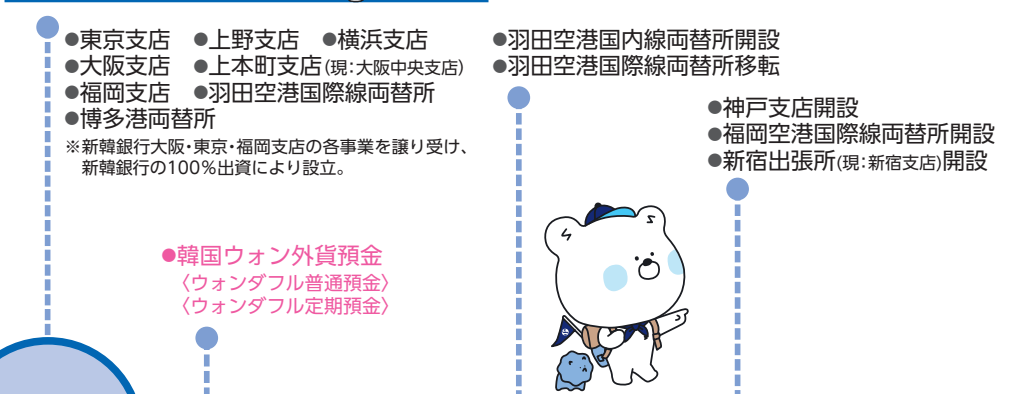 ●東京支店 ●上野支店 ●横浜支店
●大阪支店 ●上本町支店(現:大阪中央支店)
●福岡支店 ●羽田空港国際線両替所
●博多港両替所
※新韓銀行大阪・東京・福岡支店の各事業を譲り受け、
新韓銀行の100%出資により設立。
●韓国ウォン外貨預金
〈ウォンダフル普通預金〉
〈ウォンダフル定期預金〉
●羽田空港国内線両替所開設
●羽田空港国際線両替所移転
●神戸支店開設
●福岡空港国際線両替所開設
●新宿出張所(現:新宿支店)開設